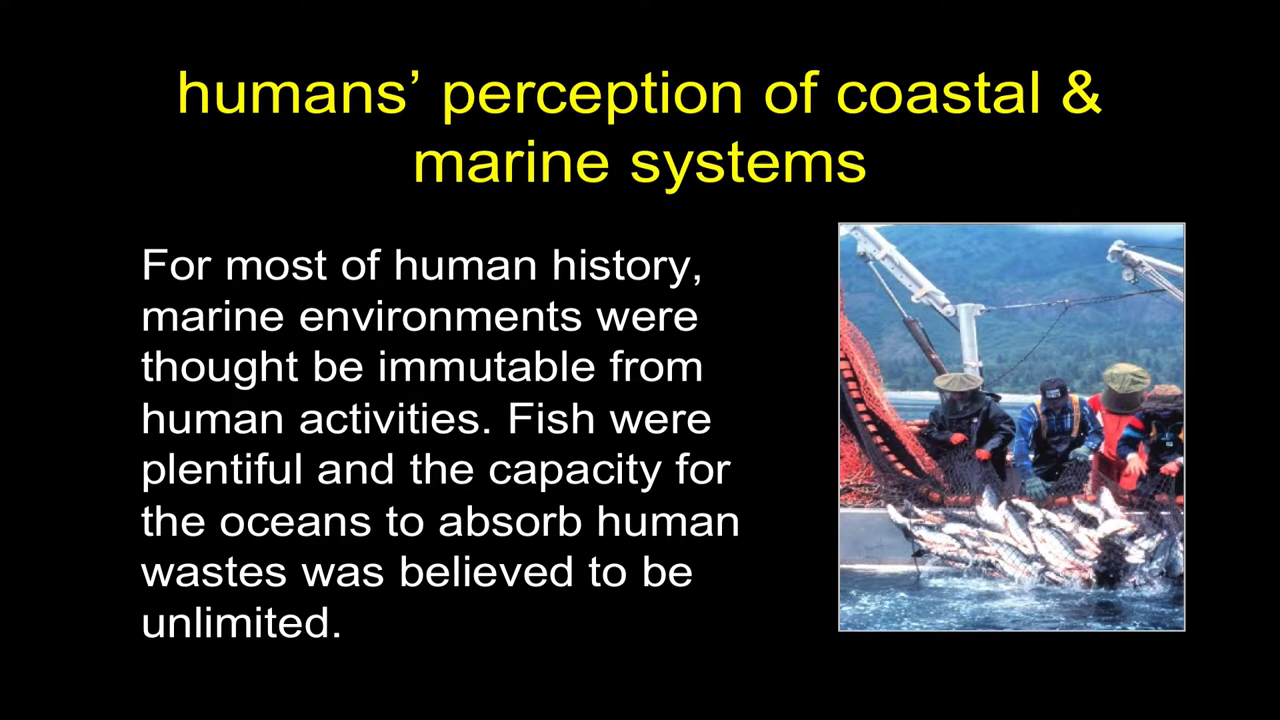 humans’ perception of coastal &
marine systems
For most of human history,
marine environments were
thought be immutable from
human activities. Fish were
plentiful and the capacity for
the oceans to absorb human
wastes was believed to be
unlimited.